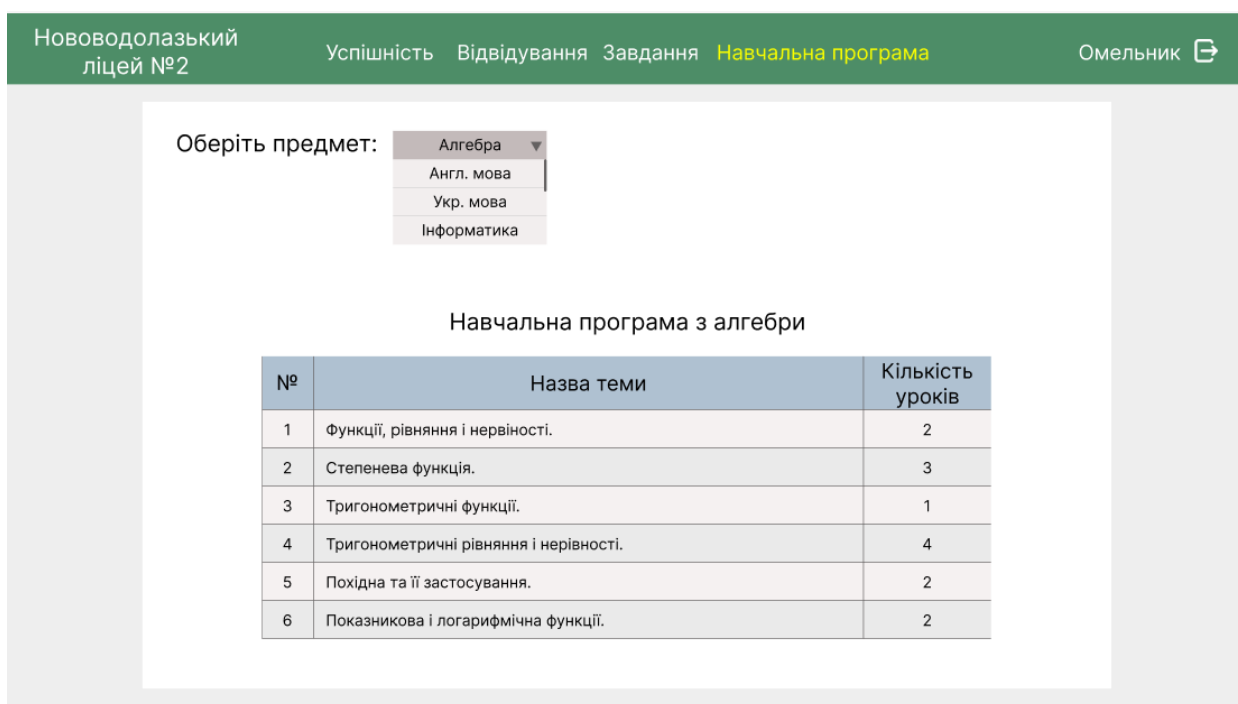 Нововодолазький
ліцей №2
Успішність Відвідування Завдання Навчальна програма
Омельник
Оберіть предмет:
Алгебра
Англ. мова
Укр. мова
Інформатика
Навчальна програма з алгебри
№ Назва теми Кількість уроків
1 Функції, рівняння і нервіності. 2
2 Степенева функція. 3
3 Тригонометричні функції. 1
4 Тригонометричні рівняння і нерівності. 4
5 Похідна та її застосування. 2
6 Показникова і логарифмічна функції. 2